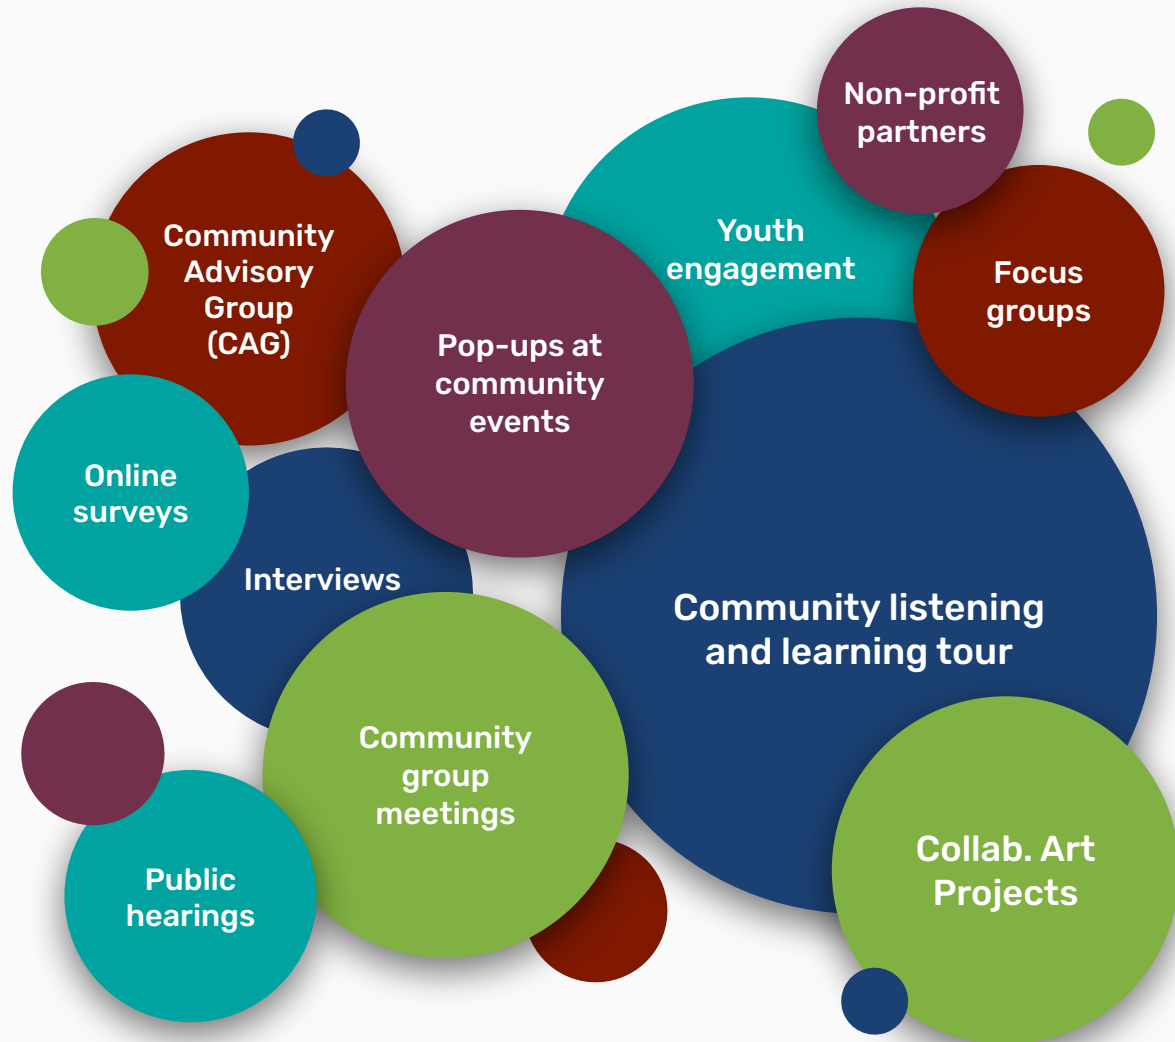 Non-profit
partners
Community
Advisory
Group
(CAG)
Youth
engagement
Focus
groups
Pop-ups at
community
events
Online
surveys
Interviews
Community listening
and learning tour
Community
group
meetings
Collab. Art
Projects
Public
hearings